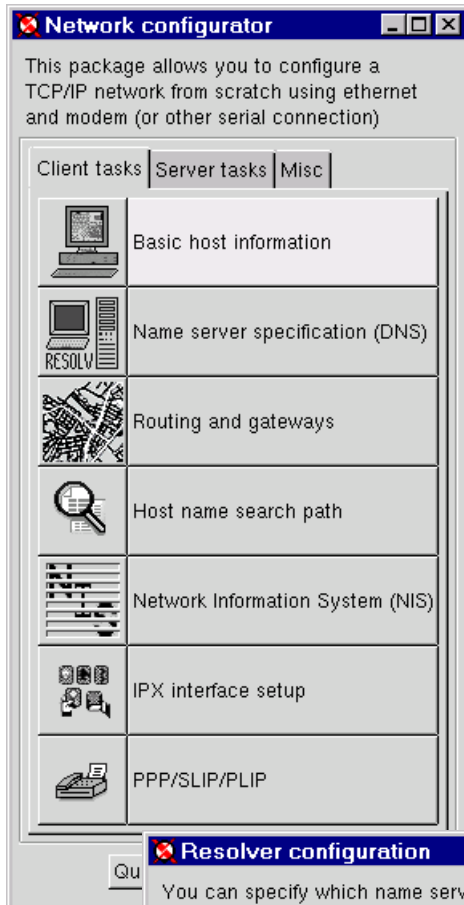 Network configurator
This package allows you to configure a
TCP/IP network from scratch using ethernet
and modem (or other serial connection)
Client tasks Server tasks Misc
Basic host information
RESOLV
Name server specification (DNS)
Routing and gateways
Host name search path
Network Information System (NIS)
IPX interface setup
PPP/SLIP/PLIP
Resolver configuration
You can specify which name